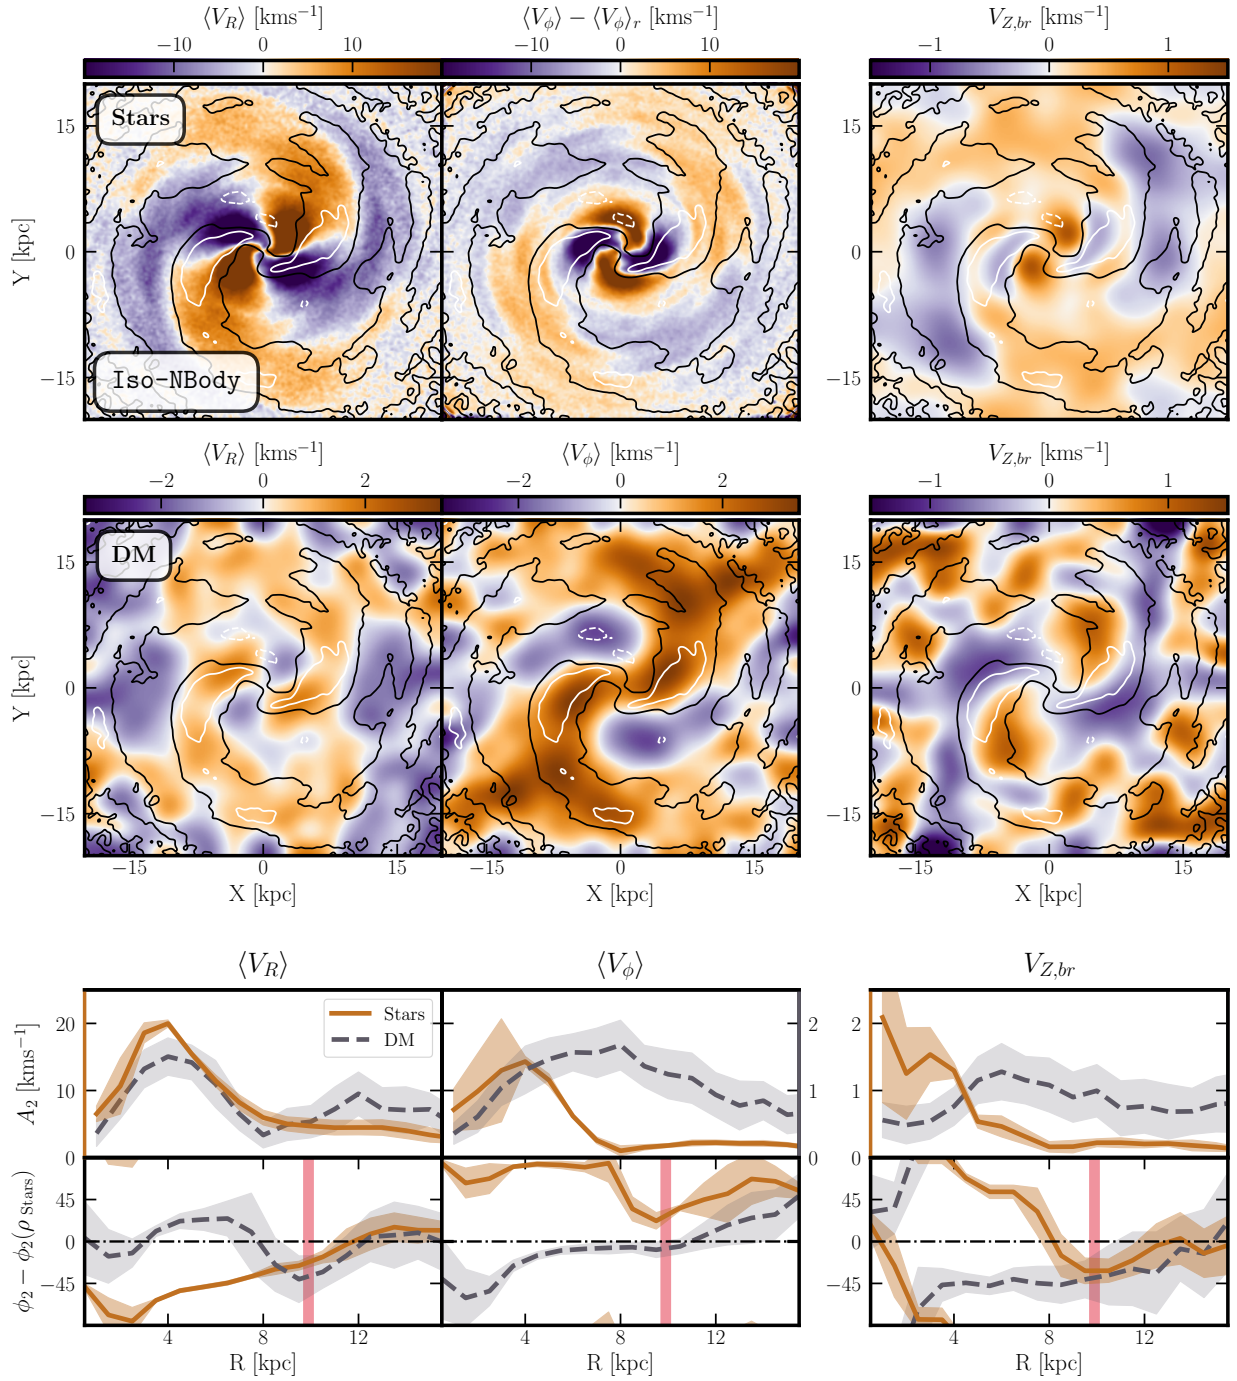 ⟨V_R⟩ [kms⁻¹] ⟨V_ϕ⟩ − ⟨V_ϕ⟩_r [kms⁻¹] V_{Z,br} [kms⁻¹]
−10 0 10 −10 0 10 −1 0 1
Stars
Iso-NBody
15
0
−15
Y [kpc]
⟨V_R⟩ [kms⁻¹] ⟨V_ϕ⟩ [kms⁻¹] V_{Z,br} [kms⁻¹]
−2 0 2 −2 0 2 −1 0 1
DM
15 15
0 0
−15 −15
Y [kpc]
−15 0 15 −15 0 15 −15 0 15
X [kpc] X [kpc] X [kpc]
⟨V_R⟩ ⟨V_ϕ⟩ V_{Z,br}
Stars
DM
20 2 2
10 1 1
0 0 0
A₂ [kms⁻¹]
45 45
0 0
−45 −45
ϕ₂ − ϕ₂(ρ Stars)
4 8 12 4 8 12 4 8 12
R [kpc] R [kpc] R [kpc]